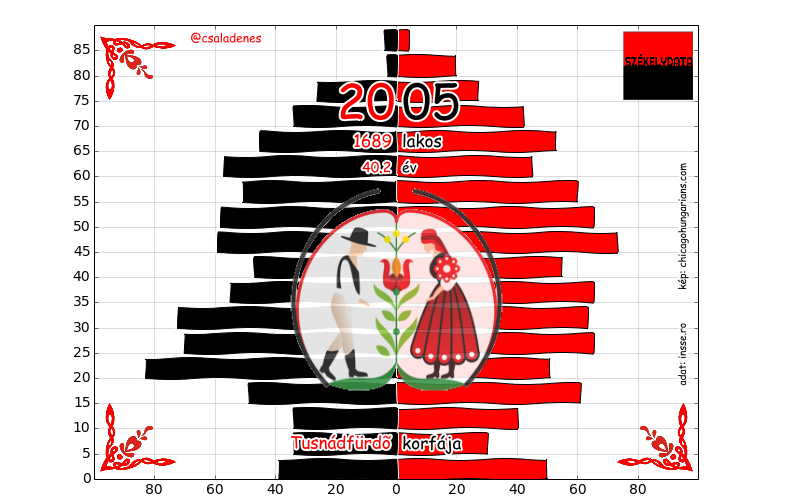 @csaladenes
SZÉKELYDATA
2005
1689 lakos
40.2 év
kép: chicagohungarians.com
adat: insse.ro
Tusnádfürdő korfája
85
80
75
70
65
60
55
50
45
40
35
30
25
20
15
10
5
0
80 60 40 20 0 20 40 60 80